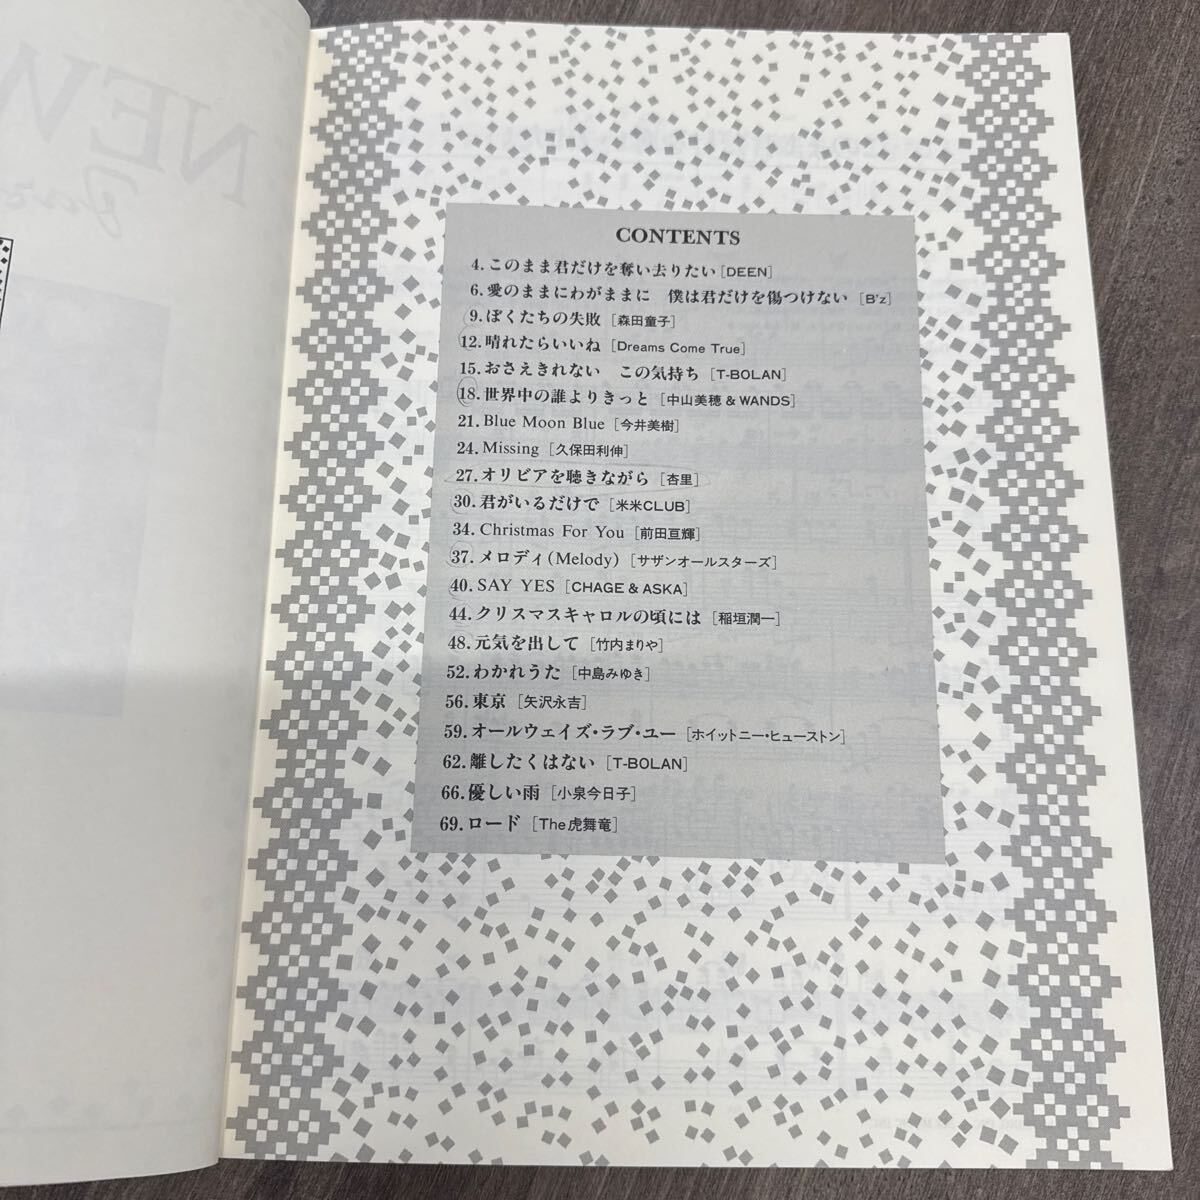 CONTENTS
4.このまま君だけを奪い去りたい[DEEN]
6.愛のままにわがままに 僕は君だけを傷つけない [B'z]
9.ぼくたちの失敗 [森田童子]
12.晴れたらいいね [Dreams Come True]
15.おさえきれない この気持ち [T-BOLAN]
18.世界中の誰よりきっと [中山美穂&WANDS]
21.Blue Moon Blue [今井美樹]
24.Missing [久保田利伸]
27.オリビアを聴きながら [杏里]
30.君がいるだけで [米米CLUB]
34.Christmas For You [前田亘輝]
37.メロディ(Melody) [サザンオールスターズ]
40.SAY YES [CHAGE&ASKA]
44.クリスマスキャロルの頃には [稲垣潤一]
48.元気を出して [竹内まりや]
52.わかれうた [中島みゆき]
56.東京 [矢沢永吉]
59.オールウェイズ・ラブ・ユー [ホイットニー・ヒューストン]
62.離したくはない [T-BOLAN]
66.優しい雨 [小泉今日子]
69.ロード [The虎舞竜]